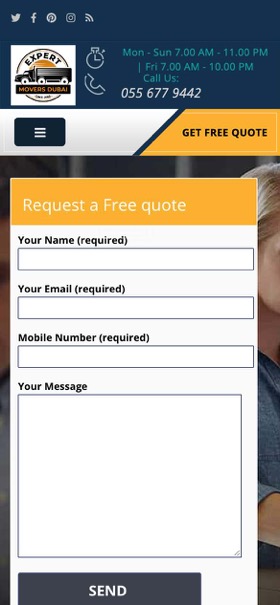 EXPERT
MOVERS DUBAI
Mon - Sun 7.00 AM - 11.00 PM
| Fri 7.00 AM - 10.00 PM
Call Us:
055 677 9442
GET FREE QUOTE
Request a Free quote
Your Name (required)
Your Email (required)
Mobile Number (required)
Your Message
SEND